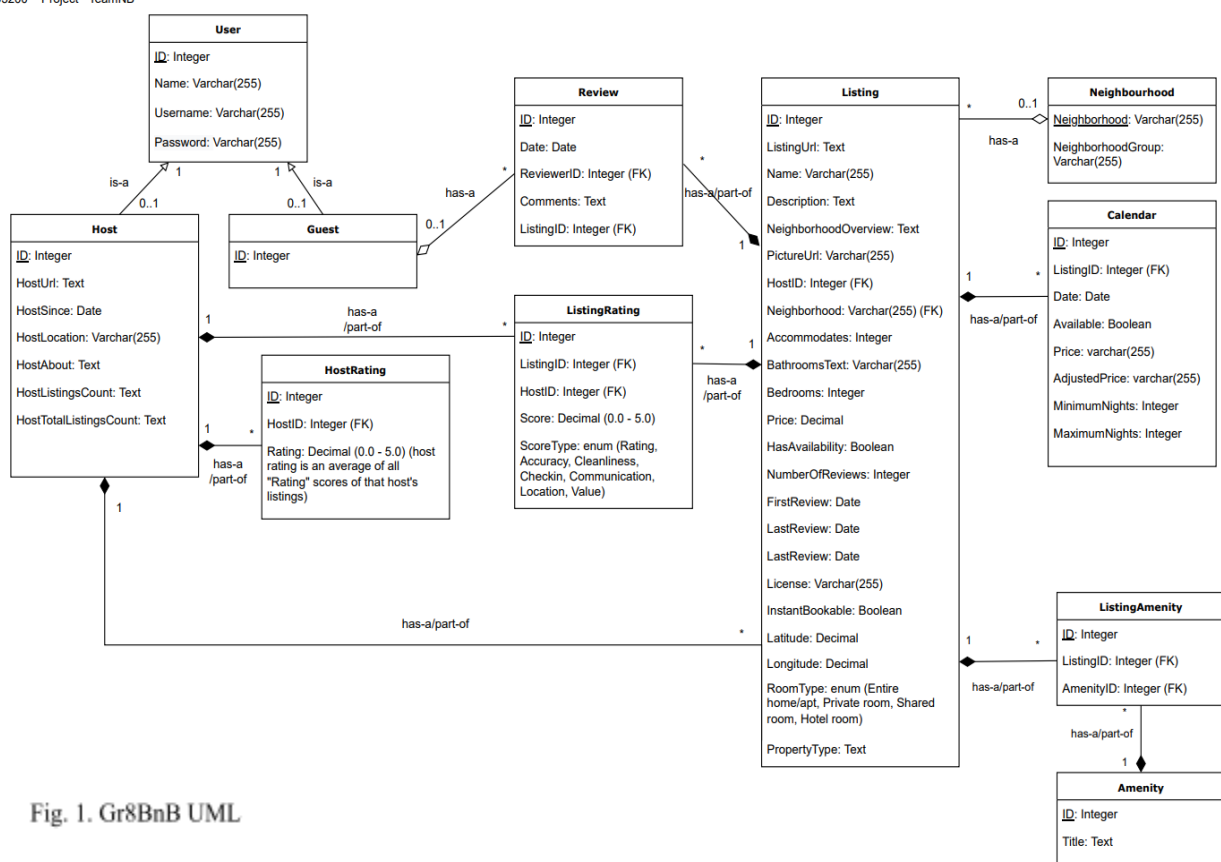 Project
User
ID: Integer
Name: Varchar(255)
Username: Varchar(255)
Password: Varchar(255)
is-a
1
0..1
1
is-a
0..1
Host
ID: Integer
HostUrl: Text
HostSince: Date
HostLocation: Varchar(255)
HostAbout: Text
HostListingsCount: Text
HostTotalListingsCount: Text
Guest
ID: Integer
has-a
0..1
*
Review
ID: Integer
Date: Date
ReviewerID: Integer (FK)
Comments: Text
ListingID: Integer (FK)
*
has-a/part-of
1
1
has-a
/part-of
*
HostRating
ID: Integer
HostID: Integer (FK)
Rating: Decimal (0.0 - 5.0) (host
rating is an average of all
"Rating" scores of that host's
listings)
1
*
has-a
/part-of
ListingRating
ID: Integer
ListingID: Integer (FK)
HostID: Integer (FK)
Score: Decimal (0.0 - 5.0)
ScoreType: enum (Rating,
Accuracy, Cleanliness,
Checkin, Communication,
Location, Value)
*
1
has-a
/part-of
1
has-a/part-of
*
Listing
ID: Integer
ListingUrl: Text
Name: Varchar(255)
Description: Text
NeighborhoodOverview: Text
PictureUrl: Varchar(255)
HostID: Integer (FK)
Neighborhood: Varchar(255) (FK)
Accommodates: Integer
BathroomsText: Varchar(255)
Bedrooms: Integer
Price: Decimal
HasAvailability: Boolean
NumberOfReviews: Integer
FirstReview: Date
LastReview: Date
LastReview: Date
License: Varchar(255)
InstantBookable: Boolean
Latitude: Decimal
Longitude: Decimal
RoomType: enum (Entire
home/apt, Private room, Shared
room, Hotel room)
PropertyType: Text
*
0..1
has-a
Neighbourhood
Neighborhood: Varchar(255)
NeighborhoodGroup:
Varchar(255)
1
*
has-a/part-of
Calendar
ID: Integer
ListingID: Integer (FK)
Date: Date
Available: Boolean
Price: varchar(255)
AdjustedPrice: varchar(255)
MinimumNights: Integer
MaximumNights: Integer
1
*
has-a/part-of
ListingAmenity
ID: Integer
ListingID: Integer (FK)
AmenityID: Integer (FK)
*
has-a/part-of
1
Amenity
ID: Integer
Title: Text
Fig. 1. Gr8BnB UML